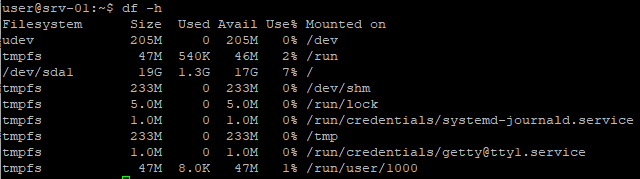 user@srv-01:~$ df -h
Filesystem      Size  Used Avail Use% Mounted on
udev            205M     0  205M   0% /dev
tmpfs            47M  540K   46M   2% /run
/dev/sda1        19G  1.3G   17G   7% /
tmpfs           233M     0  233M   0% /dev/shm
tmpfs           5.0M     0  5.0M   0% /run/lock
tmpfs           1.0M     0  1.0M   0% /run/credentials/systemd-journald.service
tmpfs           233M     0  233M   0% /tmp
tmpfs           1.0M     0  1.0M   0% /run/credentials/getty@tty1.service
tmpfs            47M  8.0K   47M   1% /run/user/1000